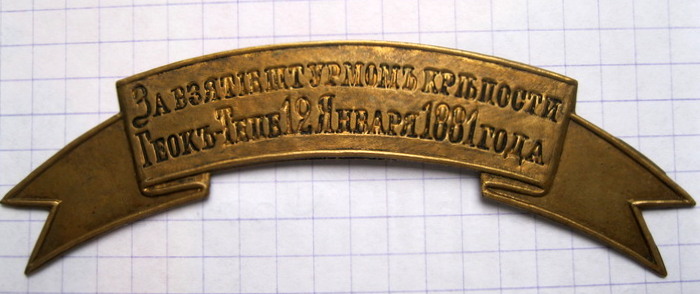 За взятіе штурмомъ крѣпости
Геокъ-Тепе 12 Января 1881 года